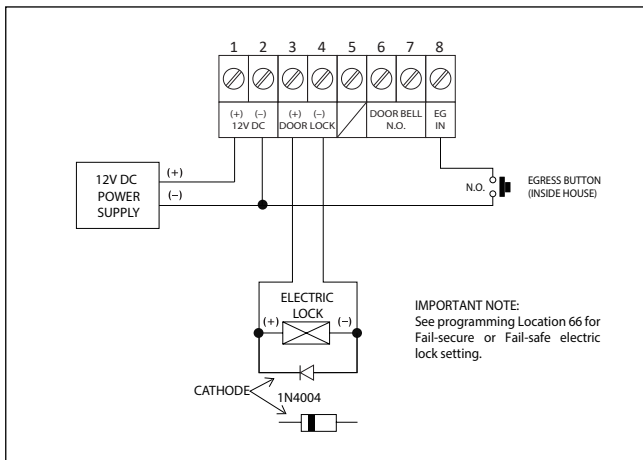 1 2 3 4 5 6 7 8
(+) (–) (+) (–) DOOR BELL EG
12V DC DOOR LOCK N.O. IN
12V DC
POWER
SUPPLY
(+)
(–)
N.O.
EGRESS BUTTON
(INSIDE HOUSE)
ELECTRIC
LOCK
(+) (–)
IMPORTANT NOTE:
See programming Location 66 for
Fail-secure or Fail-safe electric
lock setting.
CATHODE
1N4004